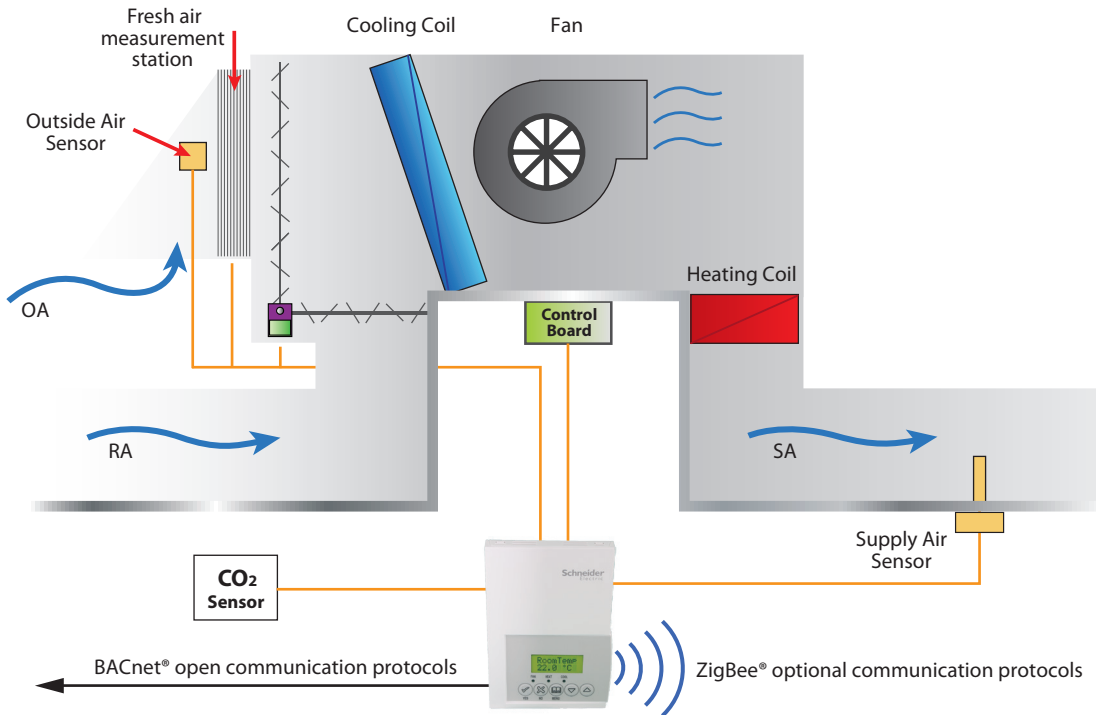 Fresh air
measurement
station
Cooling Coil
Fan
Outside Air
Sensor
OA
Heating Coil
Control
Board
RA
SA
Supply Air
Sensor
CO₂
Sensor
Schneider
Electric
RoomTemp
22.0 °C
BACnet® open communication protocols
ZigBee® optional communication protocols